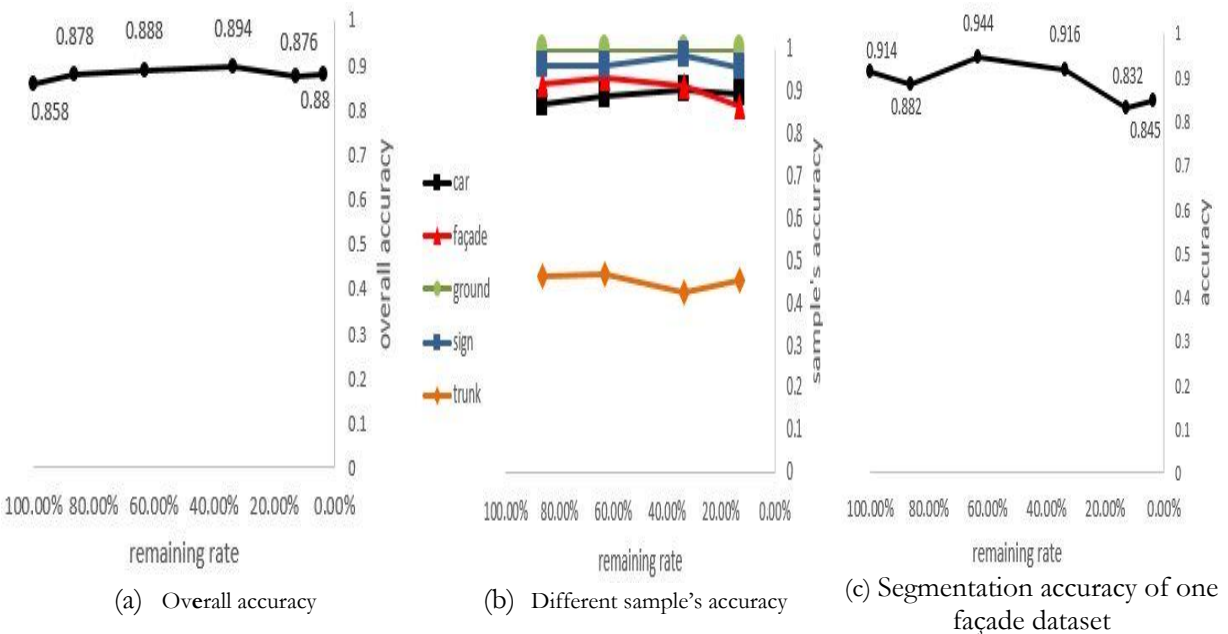 0.858
0.878
0.888
0.894
0.876
0.88
1
0.9
0.8
0.7
0.6
0.5
0.4
0.3
0.2
0.1
0
overall accuracy
100.00% 80.00% 60.00% 40.00% 20.00% 0.00%
remaining rate
(a) Overall accuracy
car
façade
ground
sign
trunk
1
0.9
0.8
0.7
0.6
0.5
0.4
0.3
0.2
0.1
0
sample's accuracy
100.00% 80.00% 60.00% 40.00% 20.00% 0.00%
remaining rate
(b) Different sample's accuracy
0.914
0.882
0.944
0.916
0.832
0.845
1
0.9
0.8
0.7
0.6
0.5
0.4
0.3
0.2
0.1
0
accuracy
100.00% 80.00% 60.00% 40.00% 20.00% 0.00%
remaining rate
(c) Segmentation accuracy of one
façade dataset